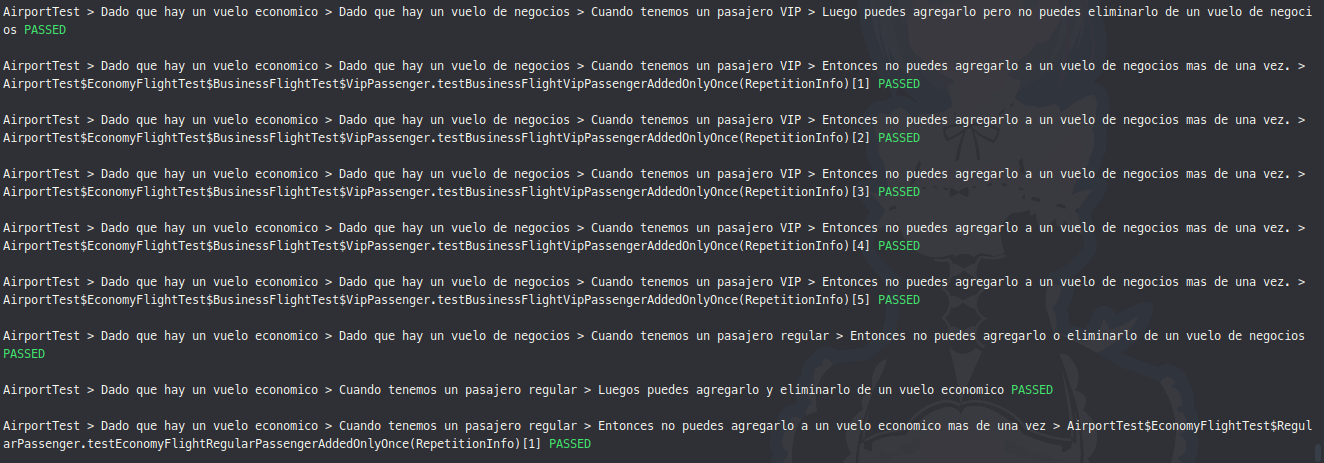 AirportTest > Dado que hay un vuelo economico > Dado que hay un vuelo de negocios > Cuando tenemos un pasajero VIP > Luego puedes agregarlo pero no puedes eliminarlo de un vuelo de negoci
os PASSED
AirportTest > Dado que hay un vuelo economico > Dado que hay un vuelo de negocios > Cuando tenemos un pasajero VIP > Entonces no puedes agregarlo a un vuelo de negocios mas de una vez. >
AirportTest$EconomyFlightTest$BusinessFlightTest$VipPassenger.testBusinessFlightVipPassengerAddedOnlyOnce(RepetitionInfo)[1] PASSED
AirportTest > Dado que hay un vuelo economico > Dado que hay un vuelo de negocios > Cuando tenemos un pasajero VIP > Entonces no puedes agregarlo a un vuelo de negocios mas de una vez. >
AirportTest$EconomyFlightTest$BusinessFlightTest$VipPassenger.testBusinessFlightVipPassengerAddedOnlyOnce(RepetitionInfo)[2] PASSED
AirportTest > Dado que hay un vuelo economico > Dado que hay un vuelo de negocios > Cuando tenemos un pasajero VIP > Entonces no puedes agregarlo a un vuelo de negocios mas de una vez. >
AirportTest$EconomyFlightTest$BusinessFlightTest$VipPassenger.testBusinessFlightVipPassengerAddedOnlyOnce(RepetitionInfo)[3] PASSED
AirportTest > Dado que hay un vuelo economico > Dado que hay un vuelo de negocios > Cuando tenemos un pasajero VIP > Entonces no puedes agregarlo a un vuelo de negocios mas de una vez. >
AirportTest$EconomyFlightTest$BusinessFlightTest$VipPassenger.testBusinessFlightVipPassengerAddedOnlyOnce(RepetitionInfo)[4] PASSED
AirportTest > Dado que hay un vuelo economico > Dado que hay un vuelo de negocios > Cuando tenemos un pasajero VIP > Entonces no puedes agregarlo a un vuelo de negocios mas de una vez. >
AirportTest$EconomyFlightTest$BusinessFlightTest$VipPassenger.testBusinessFlightVipPassengerAddedOnlyOnce(RepetitionInfo)[5] PASSED
AirportTest > Dado que hay un vuelo economico > Dado que hay un vuelo de negocios > Cuando tenemos un pasajero regular > Entonces no puedes agregarlo o eliminarlo de un vuelo de negocios
PASSED
AirportTest > Dado que hay un vuelo economico > Cuando tenemos un pasajero regular > Luegos puedes agregarlo y eliminarlo de un vuelo economico PASSED
AirportTest > Dado que hay un vuelo economico > Cuando tenemos un pasajero regular > Entonces no puedes agregarlo a un vuelo economico mas de una vez > AirportTest$EconomyFlightTest$Regul
arPassenger.testEconomyFlightRegularPassengerAddedOnlyOnce(RepetitionInfo)[1] PASSED